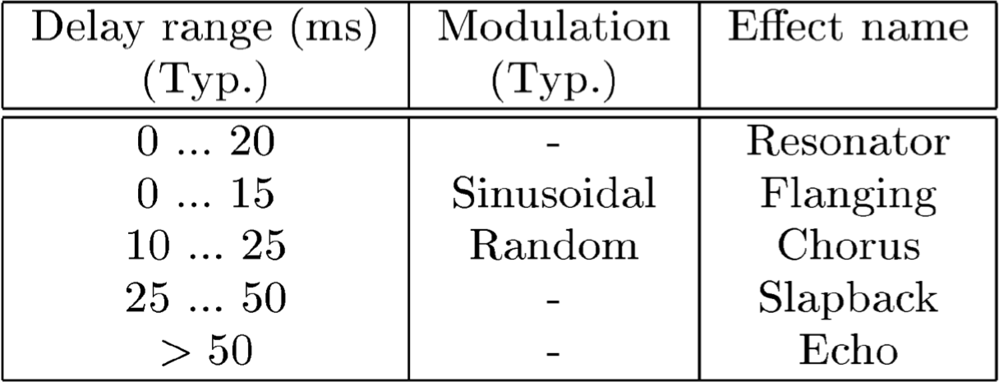 Delay range (ms) Modulation Effect name
(Typ.) (Typ.)
0 ... 20 - Resonator
0 ... 15 Sinusoidal Flanging
10 ... 25 Random Chorus
25 ... 50 - Slapback
> 50 - Echo